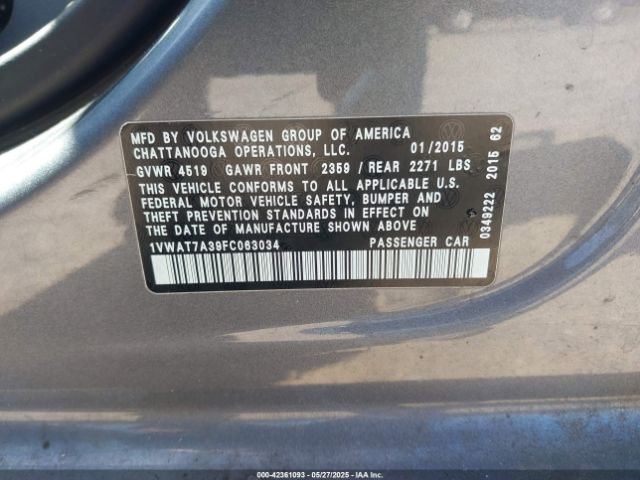 MFD BY VOLKSWAGEN GROUP OF AMERICA
CHATTANOOGA OPERATIONS, LLC. 01/2015
GVWR 4519 GAWR FRONT 2359 / REAR 2271 LBS
THIS VEHICLE CONFORMS TO ALL APPLICABLE U.S.
FEDERAL MOTOR VEHICLE SAFETY, BUMPER AND
THEFT PREVENTION STANDARDS IN EFFECT ON
THE DATE OF MANUFACTURE SHOWN ABOVE
1VWAT7A39FC063034 PASSENGER CAR
0349222 2015 62
000-42361093 — 05/27/2025 — IAAI.COM